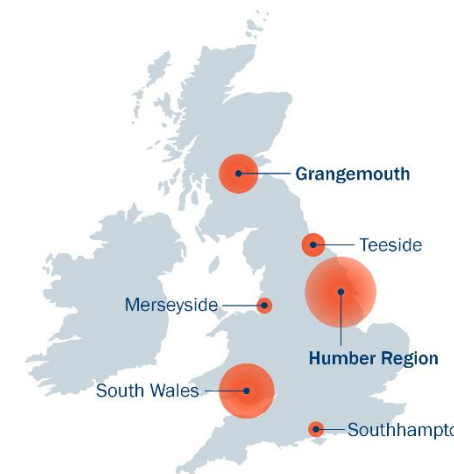 Grangemouth
Teeside
Merseyside
Humber Region
South Wales
Southhampto